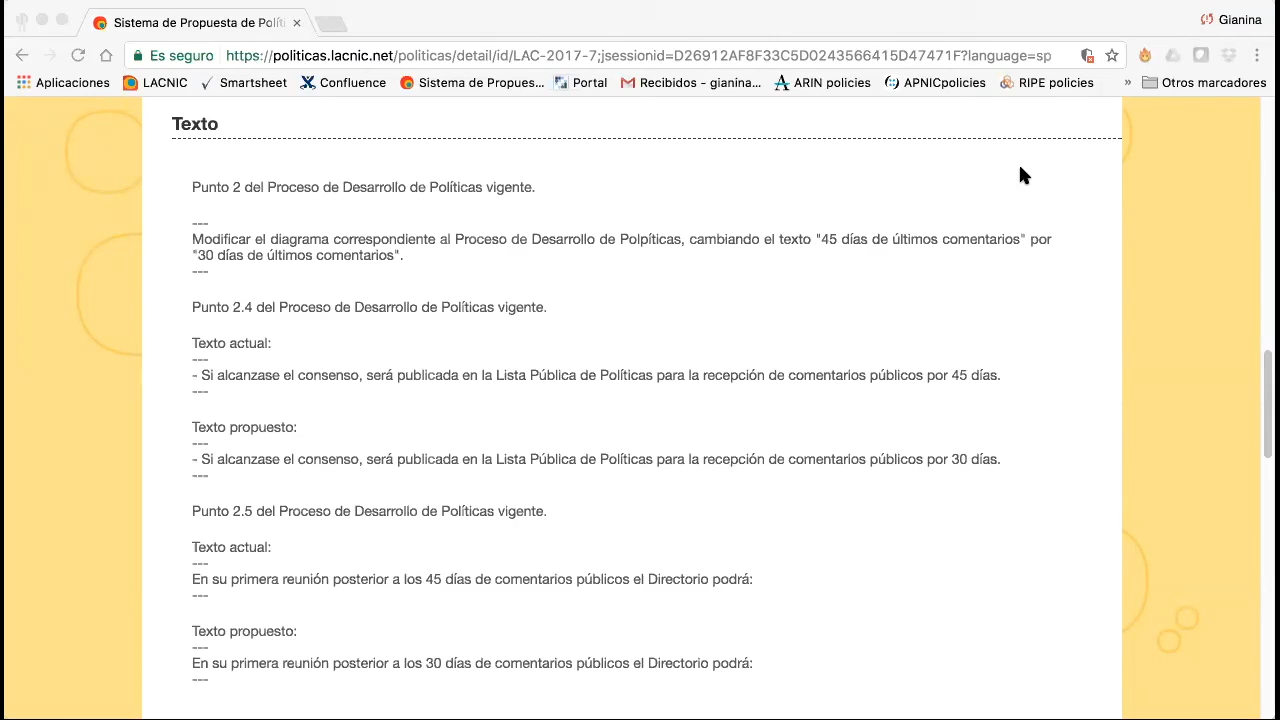 Sistema de Propuesta de Políti
Gianina
Es seguro https://politicas.lacnic.net/politicas/detail/id/LAC-2017-7;jsessionid=D26912AF8F33C5D0243566415D47471F?language=sp
Aplicaciones LACNIC Smartsheet Confluence Sistema de Propues... Portal Recibidos - gianina... ARIN policies APNICpolicies RIPE policies » Otros marcadores
Texto
Punto 2 del Proceso de Desarrollo de Políticas vigente.
---
Modificar el diagrama correspondiente al Proceso de Desarrollo de Polpíticas, cambiando el texto "45 días de últimos comentarios" por
"30 días de últimos comentarios".
---
Punto 2.4 del Proceso de Desarrollo de Políticas vigente.
Texto actual:
---
- Si alcanzase el consenso, será publicada en la Lista Pública de Políticas para la recepción de comentarios públicos por 45 días.
---
Texto propuesto:
---
- Si alcanzase el consenso, será publicada en la Lista Pública de Políticas para la recepción de comentarios públicos por 30 días.
---
Punto 2.5 del Proceso de Desarrollo de Políticas vigente.
Texto actual:
---
En su primera reunión posterior a los 45 días de comentarios públicos el Directorio podrá:
---
Texto propuesto:
---
En su primera reunión posterior a los 30 días de comentarios públicos el Directorio podrá:
---